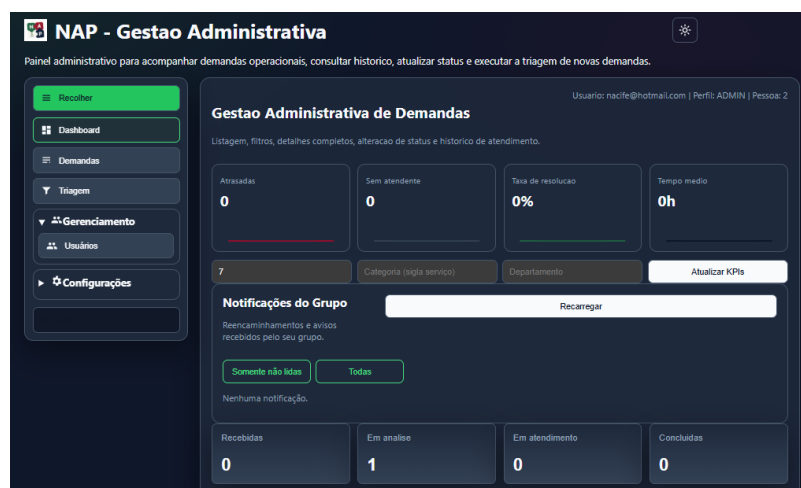 NAP - Gestao Administrativa
Painel administrativo para acompanhar demandas operacionais, consultar historico, atualizar status e executar a triagem de novas demandas.
Recolher
Dashboard
Demandas
Triagem
Gerenciamento
Usuários
Configurações
Usuario: nacife@hotmail.com | Perfil: ADMIN | Pessoa: 2
Gestao Administrativa de Demandas
Listagem, filtros, detalhes completos, alteracao de status e historico de atendimento.
Atrasadas
0
Sem atendente
0
Taxa de resolucao
0%
Tempo medio
0h
7
Categoria (sigla serviço)
Departamento
Atualizar KPIs
Notificações do Grupo
Recarregar
Reencaminhamentos e avisos
recebidos pelo seu grupo.
Somente não lidas
Todas
Nenhuma notificação.
Recebidas
0
Em analise
1
Em atendimento
0
Concluidas
0